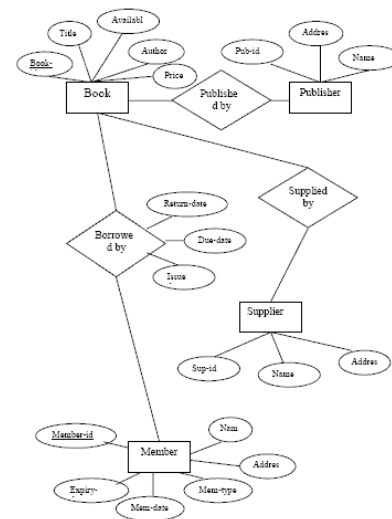 Availabl
Title
Addres
Author
Pub-id
Book-
Name
Price
Book
Publishe
d by
Publisher
Supplied
by
Return-date
Borrowe
d by
Due-date
Issue
Supplier
Sup-id
Name
Addres
Nam
Member-id
Member
Addres
Expiry-
Mem-type
Mem-date